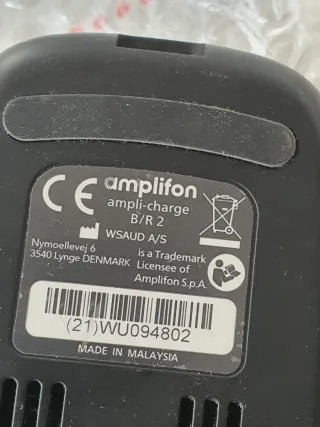 CE amplifon
ampli-charge
B/R 2
WSAUD A/S
Nymoellevej 6
3540 Lynge DENMARK
is a Trademark
Licensee of
Amplifon S.p.A.
(21)WU094802
MADE IN MALAYSIA